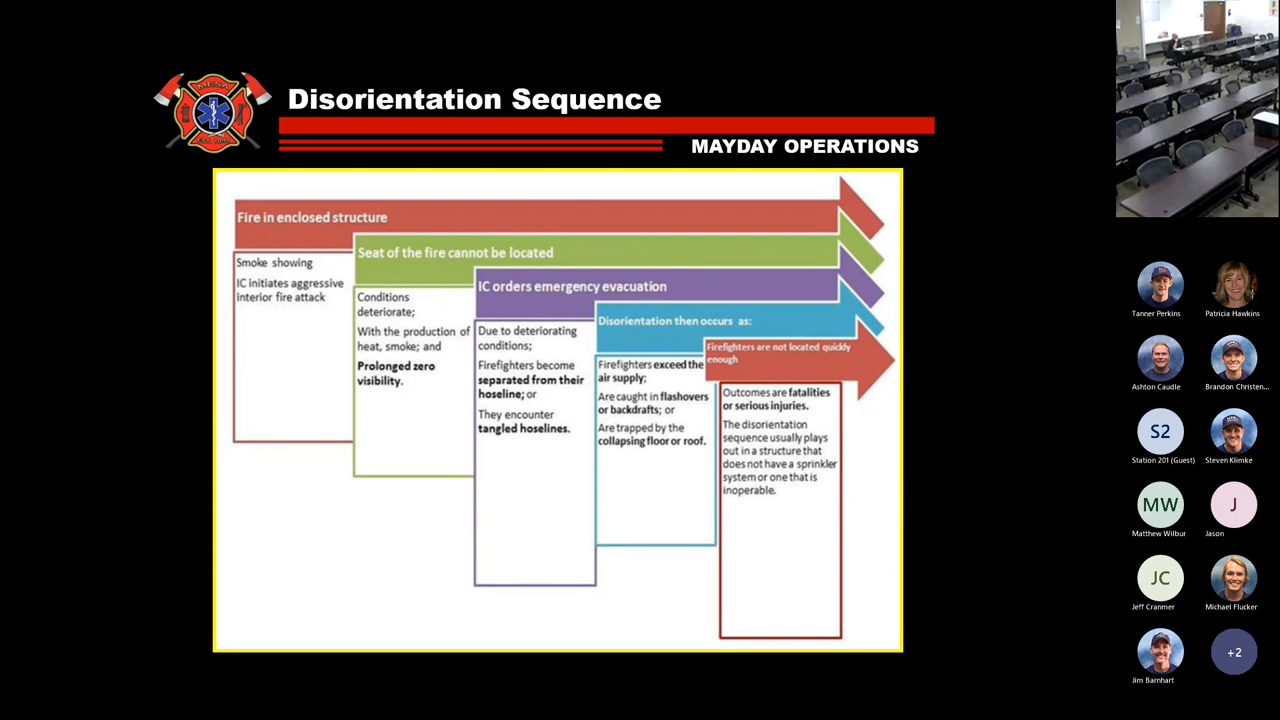 MESA
Disorientation Sequence
MAYDAY OPERATIONS
Fire in enclosed structure
Smoke showing
IC initiates aggressive
interior fire attack
Seat of the fire cannot be located
Conditions
deteriorate;
With the production of
heat, smoke; and
Prolonged zero
visibility.
IC orders emergency evacuation
Due to deteriorating
conditions;
Firefighters become
separated from their
hoseline; or
They encounter
tangled hoselines.
Disorientation then occurs as:
Firefighters exceed the
air supply;
Are caught in flashovers
or backdrafts; or
Are trapped by the
collapsing floor or roof.
Firefighters are not located quickly
enough
Outcomes are fatalities
or serious injuries.
The disorientation
sequence usually plays
out in a structure that
does not have a sprinkler
system or one that is
inoperable.
Tanner Perkins
Patricia Hawkins
Ashton Caudle
Brandon Christen...
S2
Station 201 (Guest)
Steven Klimke
MW
Matthew Wilbur
J
Jason
JC
Jeff Cranmer
Michael Flucker
Jim Barnhart
+2